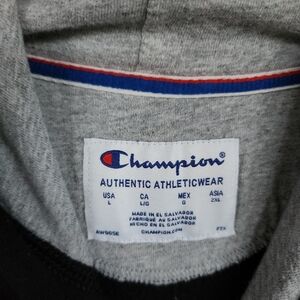 Champion®
AUTHENTIC ATHLETICWEAR
USA CA MEX ASIA
L L/G G 2XL
MADE IN EL SALVADOR
FABRIQUÉ AU SALVADOR
HECHO EN EL SALVADOR
CHAMPION.COM